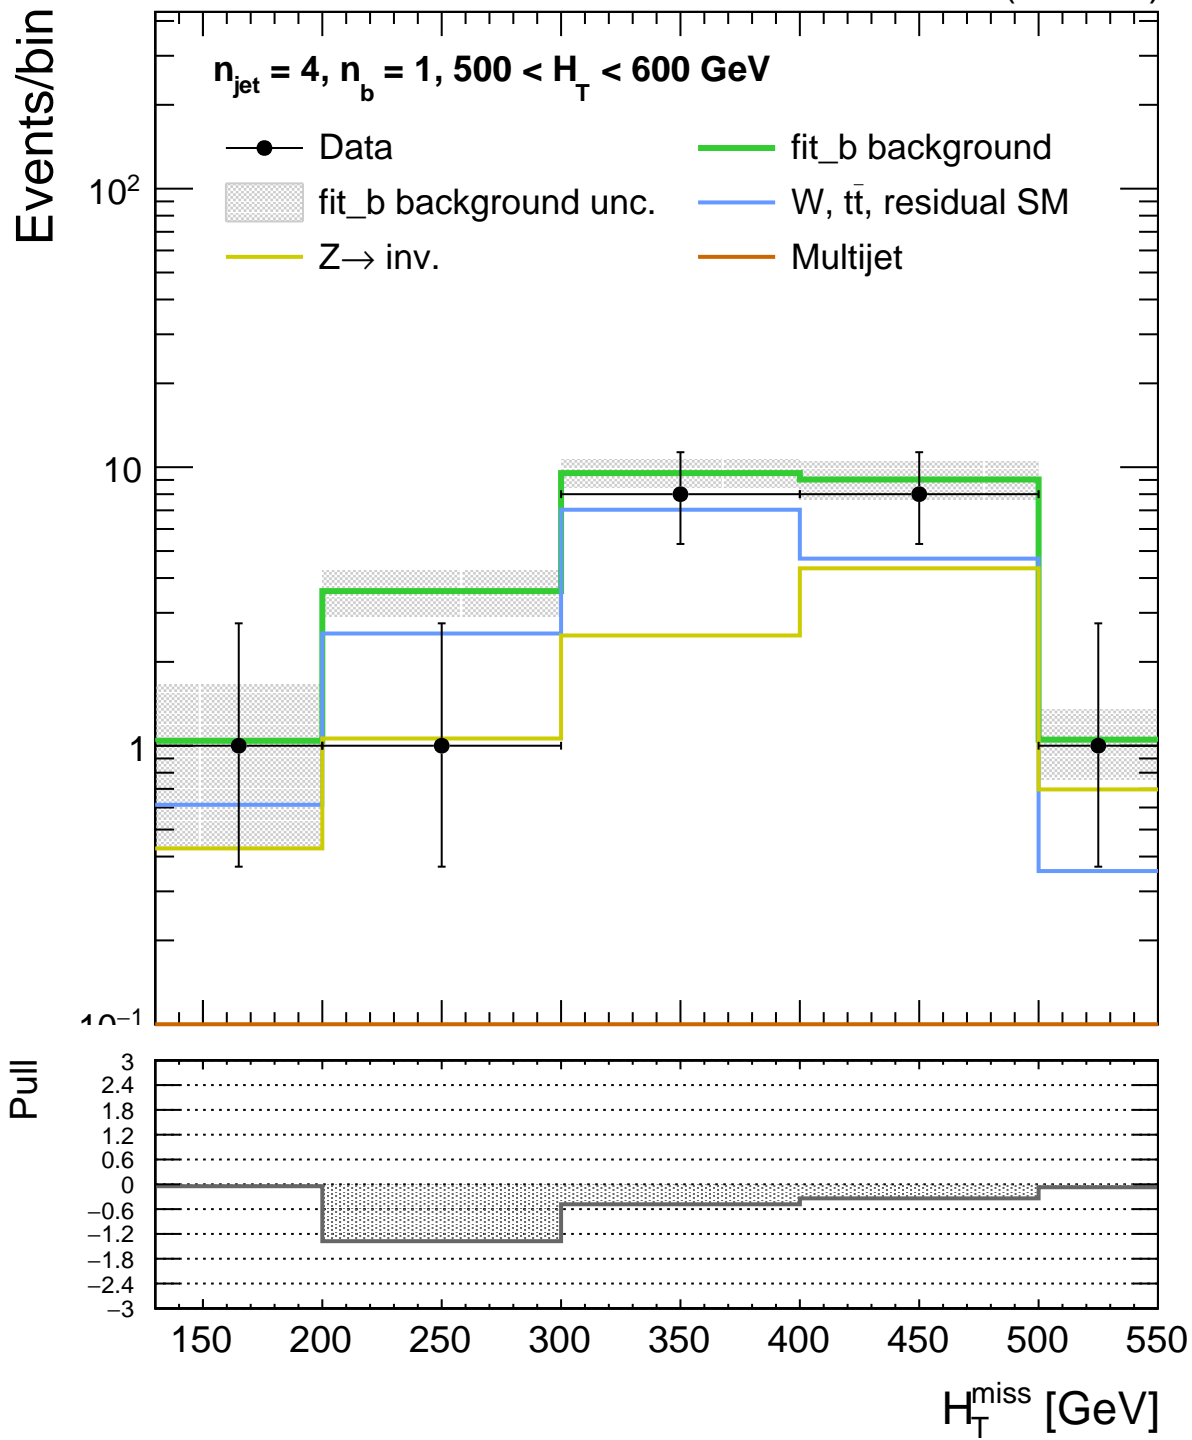 Events/bin
n_jet = 4, n_b = 1, 500 < H_T < 600 GeV
Data
fit_b background
fit_b background unc.
W, tt̄, residual SM
Z→ inv.
Multijet
10²
10
1
10⁻¹
Pull
3
2.4
1.8
1.2
0.6
0
−0.6
−1.2
−1.8
−2.4
−3
150 200 250 300 350 400 450 500 550
H_T^miss [GeV]